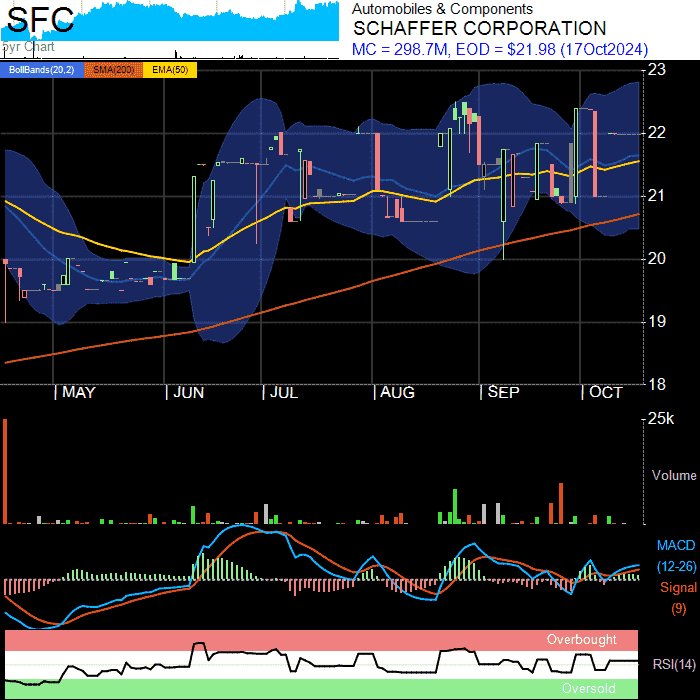 SFC
5yr Chart
Automobiles & Components
SCHAFFER CORPORATION
MC = 298.7M, EOD = $21.98 (17Oct2024)
BollBands(20,2) SMA(200) EMA(50)
23
22
21
20
19
18
MAY JUN JUL AUG SEP OCT
25k
Volume
MACD
(12-26)
Signal
(9)
Overbought
RSI(14)
Oversold